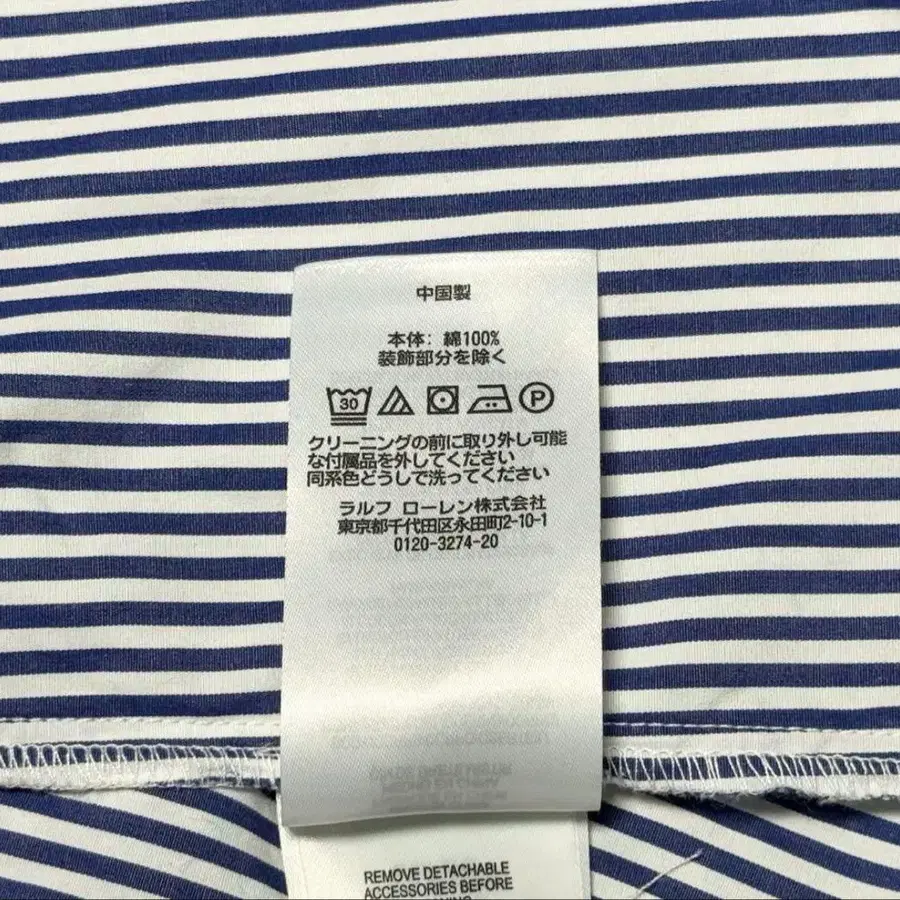 中国製
本体: 綿100%
装飾部分を除く
30
P
クリーニングの前に取り外し可能
な付属品を外してください
同系色どうしで洗ってください
ラルフ ローレン株式会社
東京都千代田区永田町2-10-1
0120-3274-20
REMOVE DETACHABLE
ACCESSORIES BEFORE